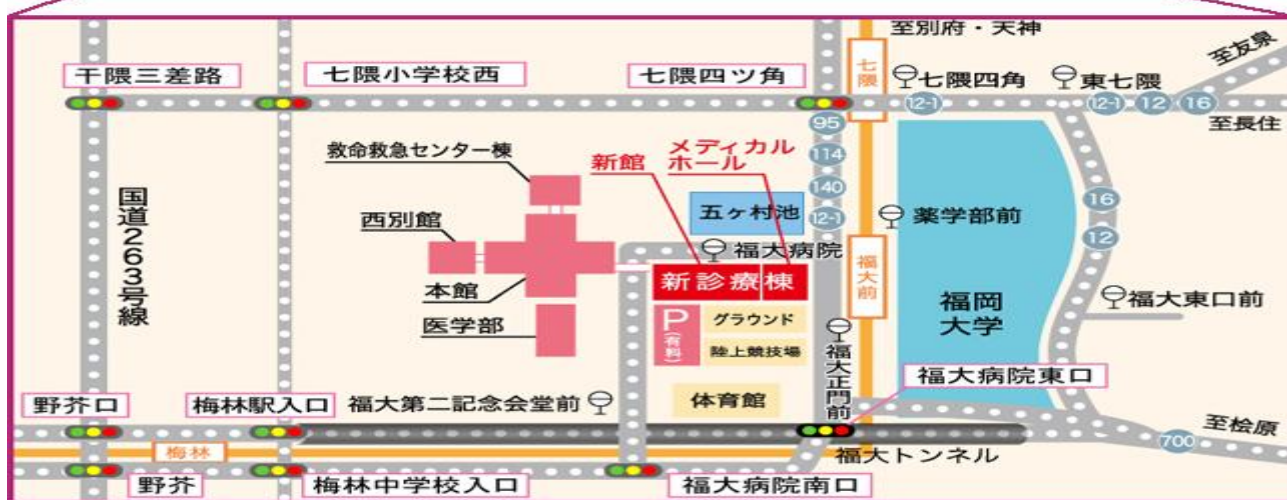 至別府・天神
至友泉
干隈三差路
七隈小学校西
七隈四ツ角
七隈
七隈四角
東七隈
12-1
12-1
12
16
至長住
95
救命救急センター棟
新館
メディカル
ホール
114
国道263号線
西別館
五ヶ村池
140
12-1
薬学部前
16
12
福大病院
本館
新診療棟
福大前
福岡
大学
福大東口前
医学部
P
(有料)
グラウンド
陸上競技場
福大正門前
福大病院東口
野芥口
梅林駅入口
福大第二記念会堂前
体育館
至桧原
700
梅林
福大トンネル
野芥
梅林中学校入口
福大病院南口